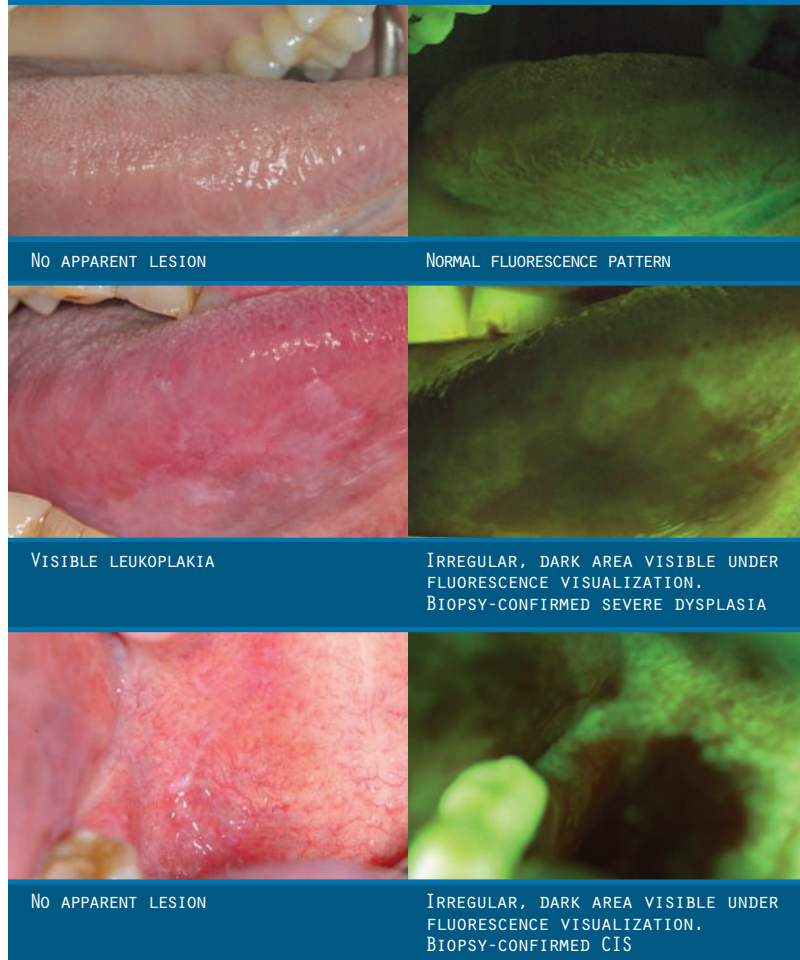 No apparent lesion
Normal fluorescence pattern
Visible leukoplakia
Irregular, dark area visible under
fluorescence visualization.
Biopsy-confirmed severe dysplasia
No apparent lesion
Irregular, dark area visible under
fluorescence visualization.
Biopsy-confirmed CIS